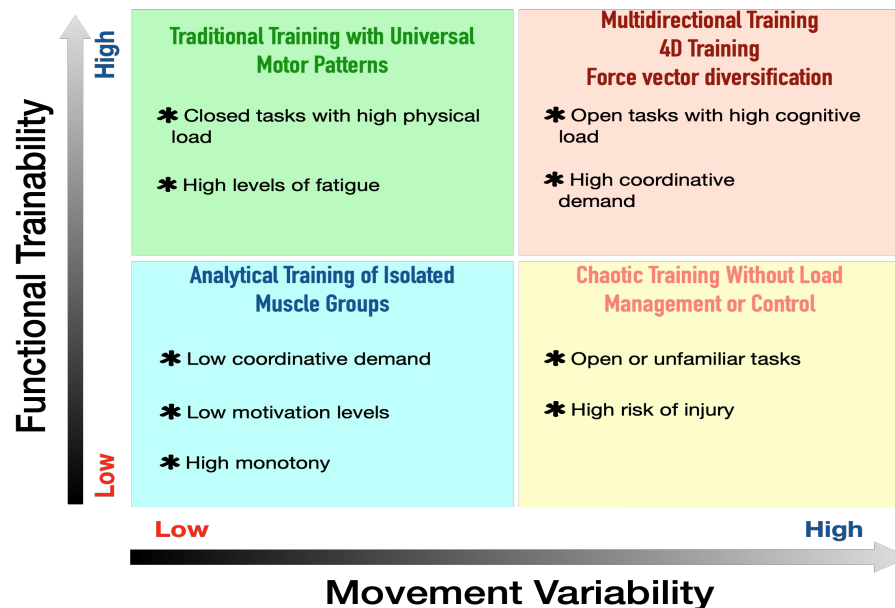 High
Functional Trainability
Low
Traditional Training with Universal
Motor Patterns
✱ Closed tasks with high physical
load
✱ High levels of fatigue
Multidirectional Training
4D Training
Force vector diversification
✱ Open tasks with high cognitive
load
✱ High coordinative
demand
Analytical Training of Isolated
Muscle Groups
✱ Low coordinative demand
✱ Low motivation levels
✱ High monotony
Chaotic Training Without Load
Management or Control
✱ Open or unfamiliar tasks
✱ High risk of injury
Low
High
Movement Variability